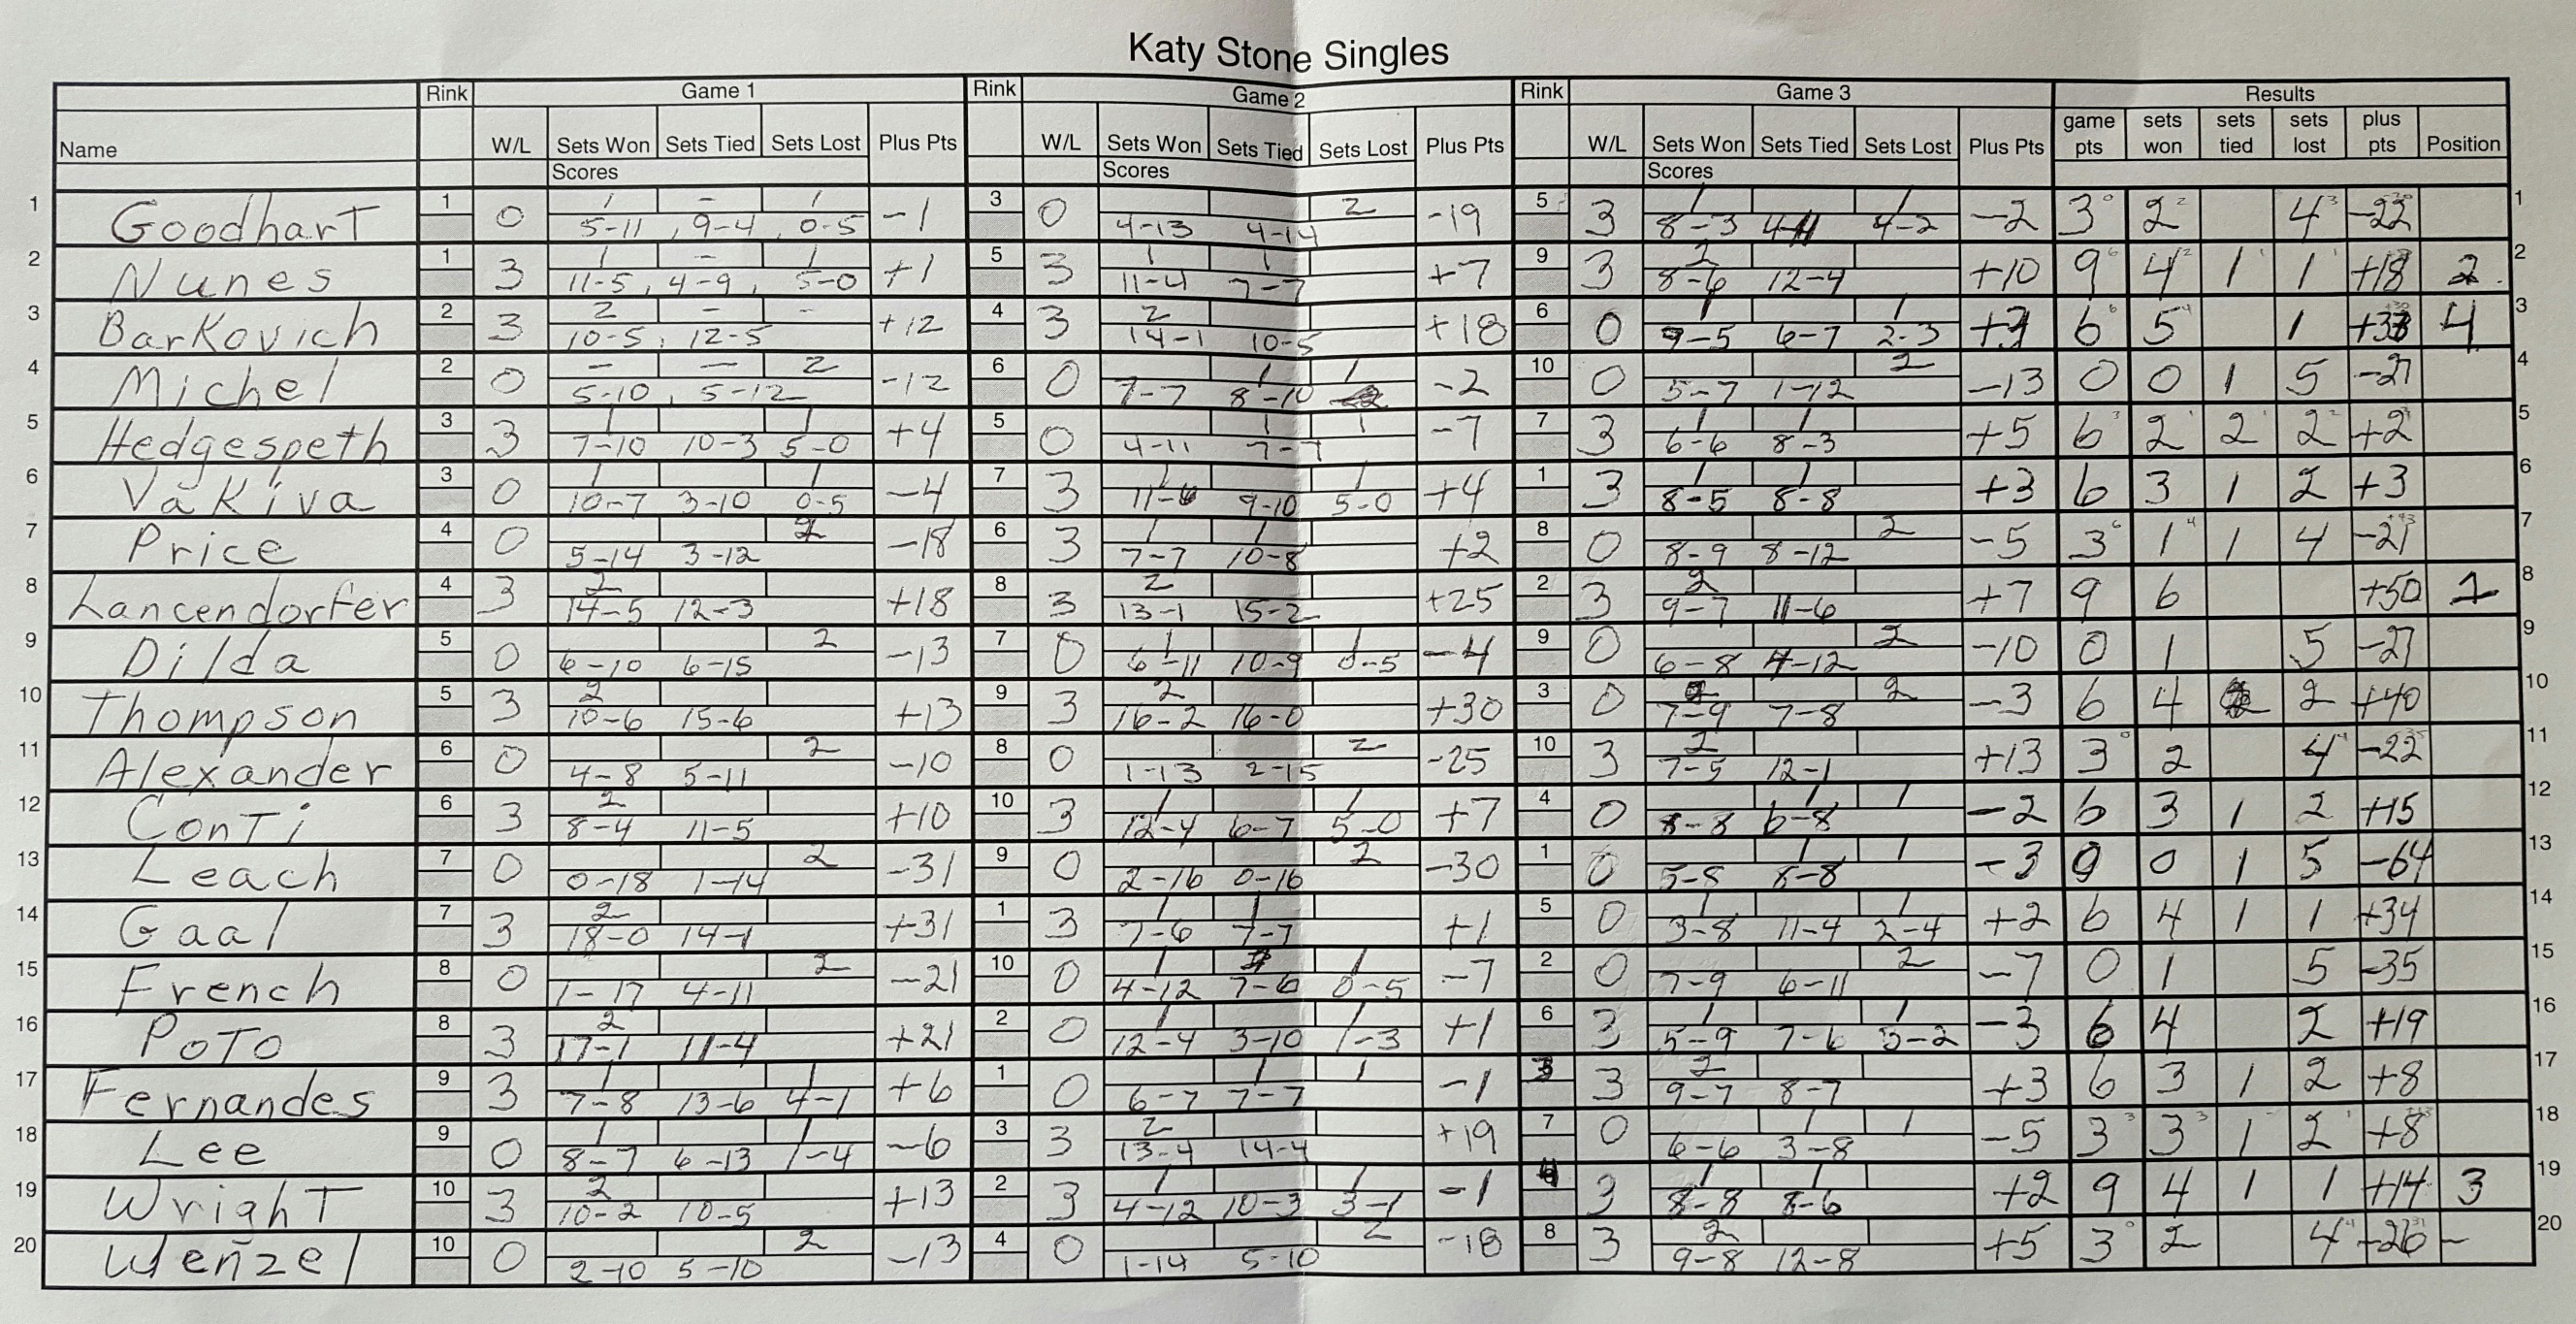 Katy Stone Singles
Rink Game 1 Rink Game 2 Rink Game 3 Results
Name W/L Sets Won Sets Tied Sets Lost Plus Pts W/L Sets Won Sets Tied Sets Lost Plus Pts W/L Sets Won Sets Tied Sets Lost Plus Pts game pts sets won sets tied sets lost plus pts Position
Scores Scores Scores
1 Goodhart 1 0 1 - 1 -1 3 0 2 -19 5 3 1 1 -2 3 2 4 -22 1
5-11, 9-4, 0-5 4-13 4-14 8-3 4-2
2 Nunes 1 3 1 - 1 +1 5 3 1 1 +7 9 3 2 +10 9 4 1 1 +18 2 2
11-5, 4-9, 5-0 11-4 7-7 8-6 12-4
3 Barkovich 2 3 2 - - +12 4 3 2 +18 6 0 1 1 6 5 1 4 3
10-5, 12-5 14-1 10-5 9-5 6-7 2-3
4 Michel 2 0 - - 2 -12 6 0 1 1 -2 10 0 2 -13 0 0 1 5 -27 4
5-10, 5-12 7-7 8-10 5-7 1-12
5 Hedgespeth 3 3 1 +4 5 0 1 1 -7 7 3 1 1 +5 6 2 2 2 +2 5
7-10 10-3 5-0 4-11 7-7 6-6 8-3
6 Vakiva 3 0 1 1 -4 7 3 1 1 +4 1 3 1 1 +3 6 3 1 2 +3 6
10-7 3-10 0-5 11-6 9-10 5-0 8-5 8-8
7 Price 4 0 2 -18 6 3 1 1 +2 8 0 2 -5 3 1 1 4 -21 7
5-14 3-12 7-7 10-8 8-9 8-12
8 Lancendorfer 4 3 2 +18 8 3 2 +25 2 3 2 +7 9 6 +50 1 8
14-5 12-3 13-1 15-2 9-7 11-6
9 Dilda 5 0 2 -13 7 0 1 1 -4 9 0 2 -10 0 1 5 -27 9
6-10 6-15 6-11 10-9 0-5 6-8 4-12
10 Thompson 5 3 2 +13 9 3 2 +30 3 0 2 -3 6 4 2 +40 10
10-6 15-6 16-2 16-0 7-9 7-8
11 Alexander 6 0 2 -10 8 0 2 -25 10 3 2 +13 3 2 4 -22 11
4-8 5-11 1-13 2-15 7-5 12-1
12 Conti 6 3 2 +10 10 3 1 1 +7 4 0 1 1 -2 6 3 1 2 +15 12
8-4 11-5 12-4 6-7 5-0 8-8 6-8
13 Leach 7 0 2 -31 9 0 2 -30 1 0 1 1 -3 0 0 1 5 -64 13
0-18 1-14 2-16 0-16 5-8 8-8
14 Gaal 7 3 2 +31 1 3 1 1 +1 5 0 1 1 +2 6 4 1 1 +34 14
18-0 14-1 7-6 7-7 3-8 11-4 2-4
15 French 8 0 2 -21 10 0 1 1 -7 2 0 2 -7 0 1 5 -35 15
1-17 4-11 4-12 7-6 0-5 7-9 6-11
16 Poto 8 3 2 +21 2 0 1 1 +1 6 3 1 1 -3 6 4 2 +19 16
17-1 11-4 12-4 3-10 1-3 5-9 7-6 3-2
17 Fernandes 9 3 1 1 +6 1 0 1 1 -1 3 3 2 +3 6 3 1 2 +8 17
7-8 13-6 4-1 6-7 7-7 9-7 8-7
18 Lee 9 0 1 1 -6 3 3 2 +19 7 0 1 1 -5 3 3 1 2 +8 18
8-7 6-13 1-4 13-4 14-4 6-6 3-8
19 Wright 10 3 2 +13 2 3 1 1 -1 4 3 1 1 +2 9 4 1 1 +14 3 19
10-2 10-5 4-12 10-3 3-1 8-8 8-6
20 Wenzel 10 0 2 -13 4 0 2 -18 8 3 2 +5 3 2 4 -26 - 20
2-10 5-10 1-14 5-10 9-8 12-8